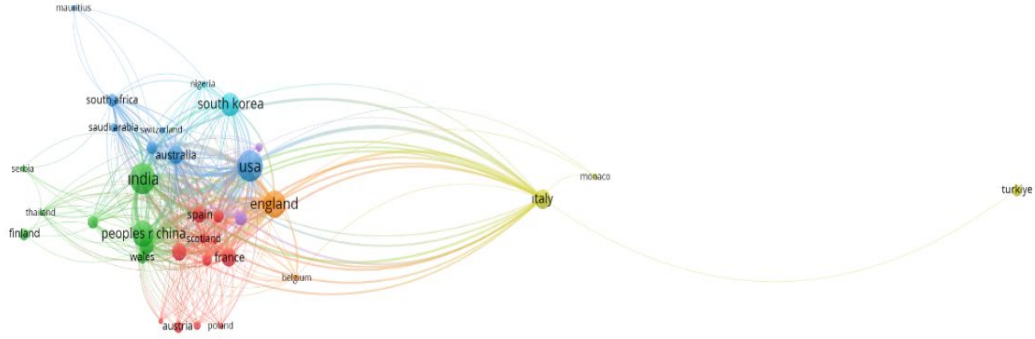 mauritius
nigeria
south africa
south korea
saudi arabia
switzerland
australia
usa
serbia
india
monaco
turkiye
italy
england
thailand
spain
finland
peoples r china
scotland
wales
france
belgium
austria
poland